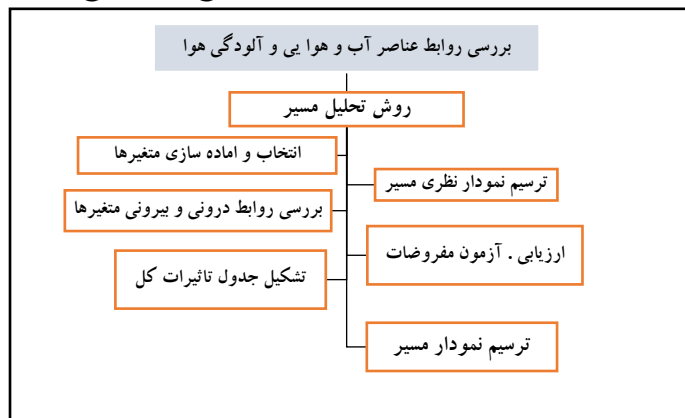 بررسی روابط عناصر آب و هوا یی و آلودگی هوا
روش تحلیل مسیر
انتخاب و اماده سازی متغیرها
ترسیم نمودار نظری مسیر
بررسی روابط درونی و بیرونی متغیرها
ارزیابی . آزمون مفروضات
تشکیل جدول تاثیرات کل
ترسیم نمودار مسیر